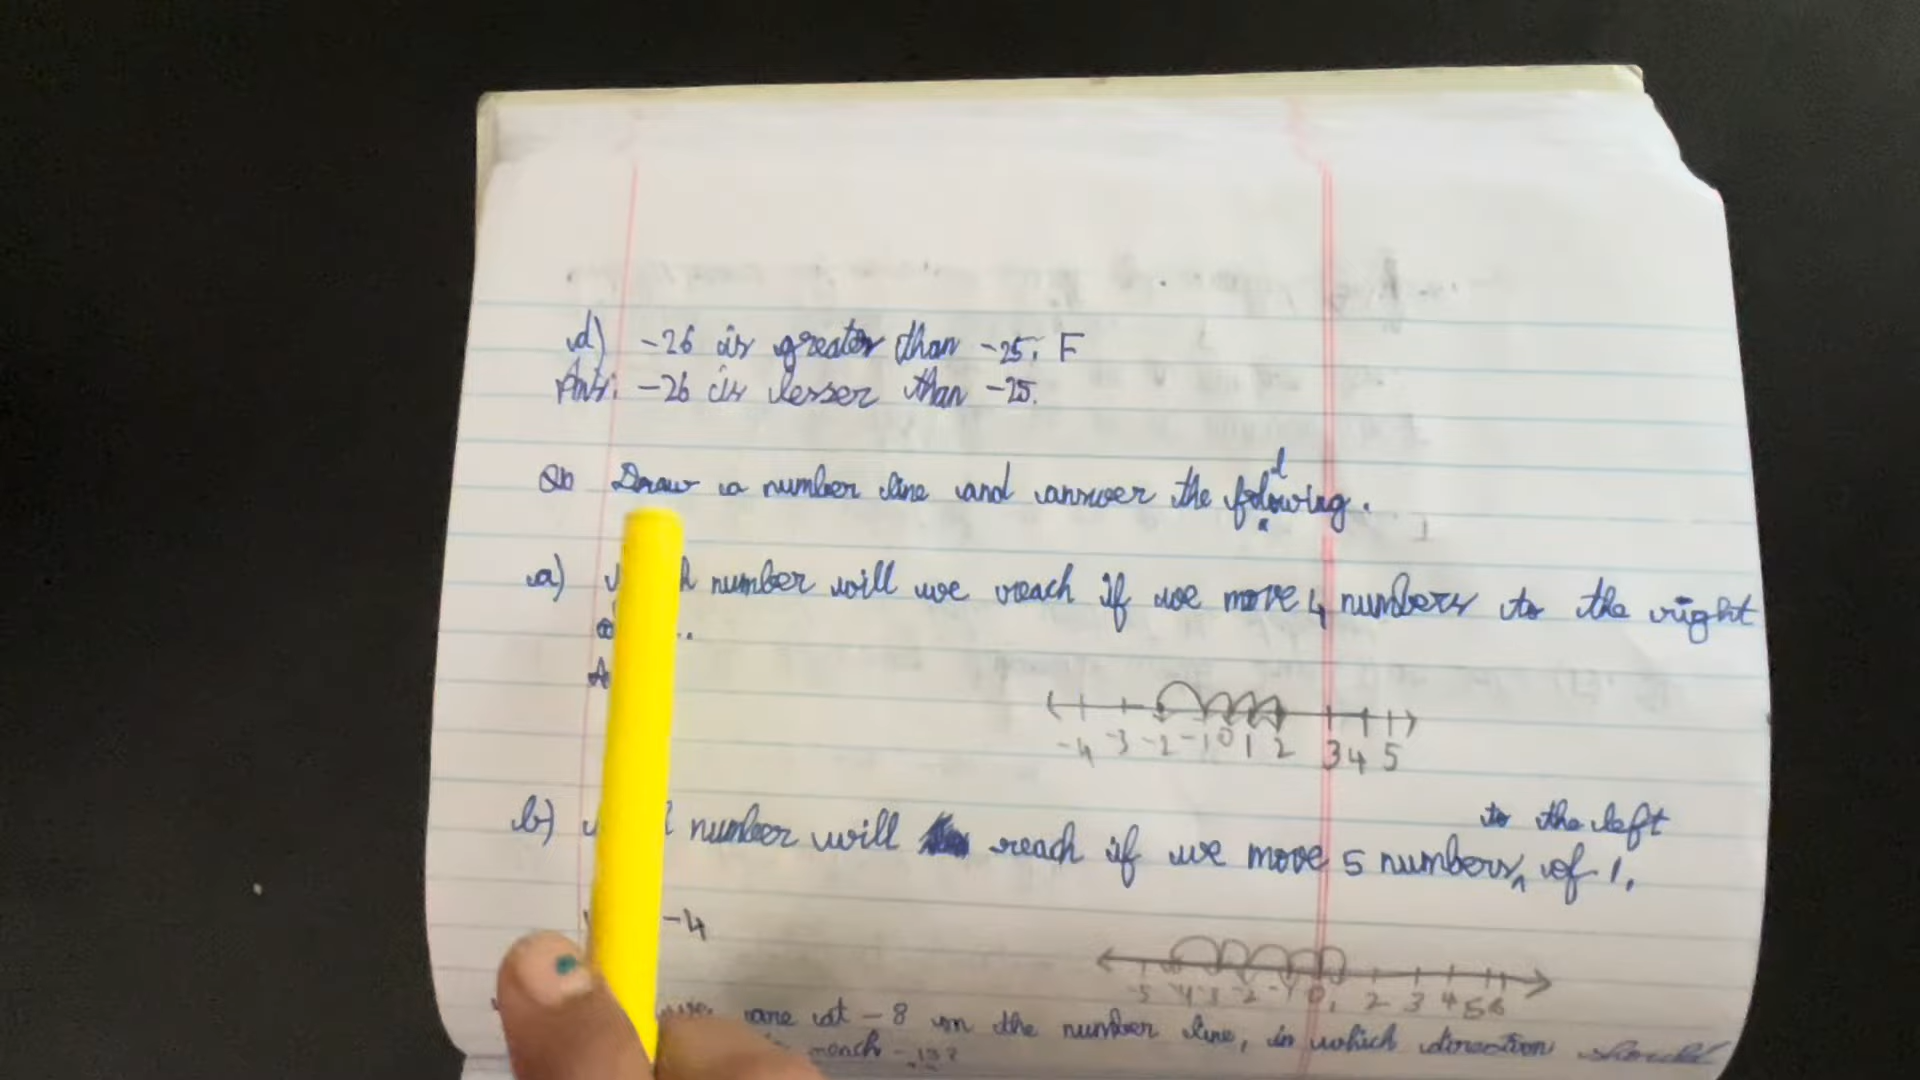 d) -26 is greater than -25. F
Ans: -26 is lesser than -25.
Draw a number line and answer the following.
a) number will we reach if we move 4 numbers to the right
-4 -3 -2 -1 0 1 2 3 4 5
to the left
b) number will reach if we move 5 numbers^ of 1.
-4
-5 -4 -3 -2 -1 0 1 2 3 4 5 6
are at -8 on the number line, in which direction should
reach